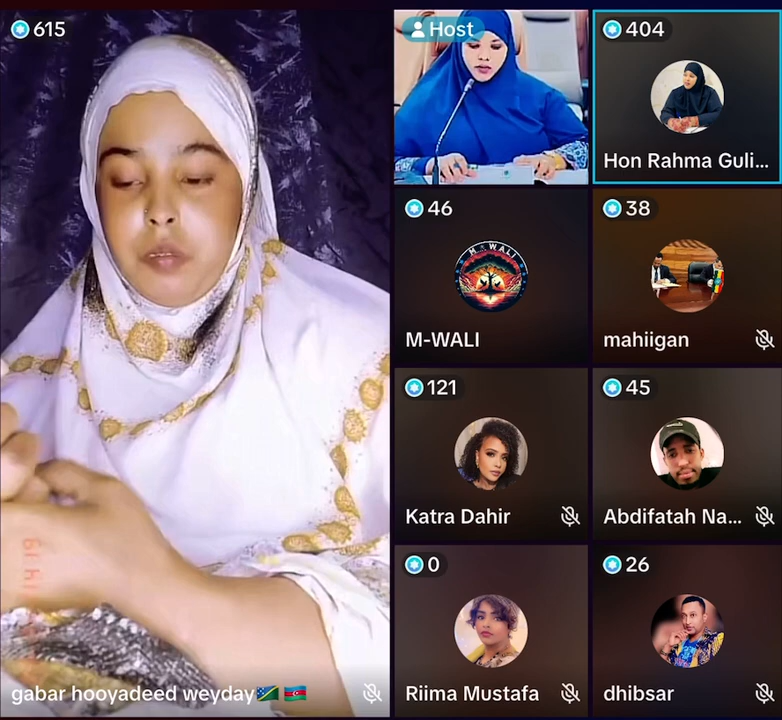 615
gabar hooyadeed weyday🇸🇧 🇦🇿
Host
404
Hon Rahma Guli...
46
M WALI
M-WALI
38
mahiigan
121
Katra Dahir
45
Abdifatah Na...
0
Riima Mustafa
26
dhibsar